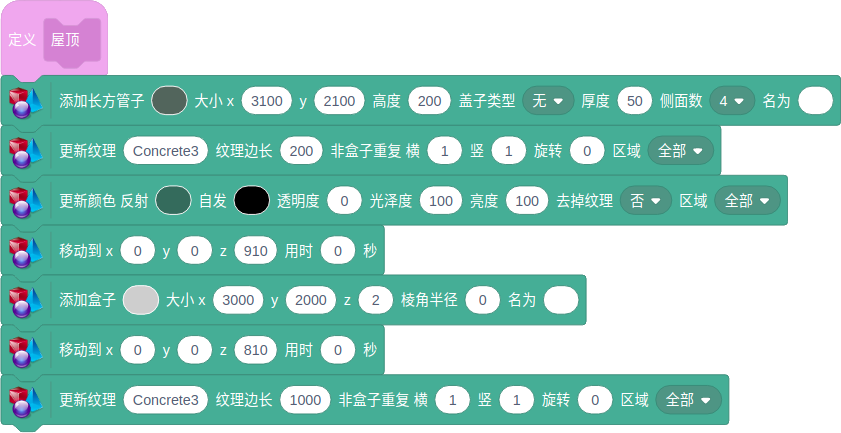 定义 屋顶
添加长方管子 大小 x 3100 y 2100 高度 200 盖子类型 无 厚度 50 侧面数 4 名为
更新纹理 Concrete3 纹理边长 200 非盒子重复 横 1 竖 1 旋转 0 区域 全部
更新颜色 反射 自发 透明度 0 光泽度 100 亮度 100 去掉纹理 否 区域 全部
移动到 x 0 y 0 z 910 用时 0 秒
添加盒子 大小 x 3000 y 2000 z 2 棱角半径 0 名为
移动到 x 0 y 0 z 810 用时 0 秒
更新纹理 Concrete3 纹理边长 1000 非盒子重复 横 1 竖 1 旋转 0 区域 全部